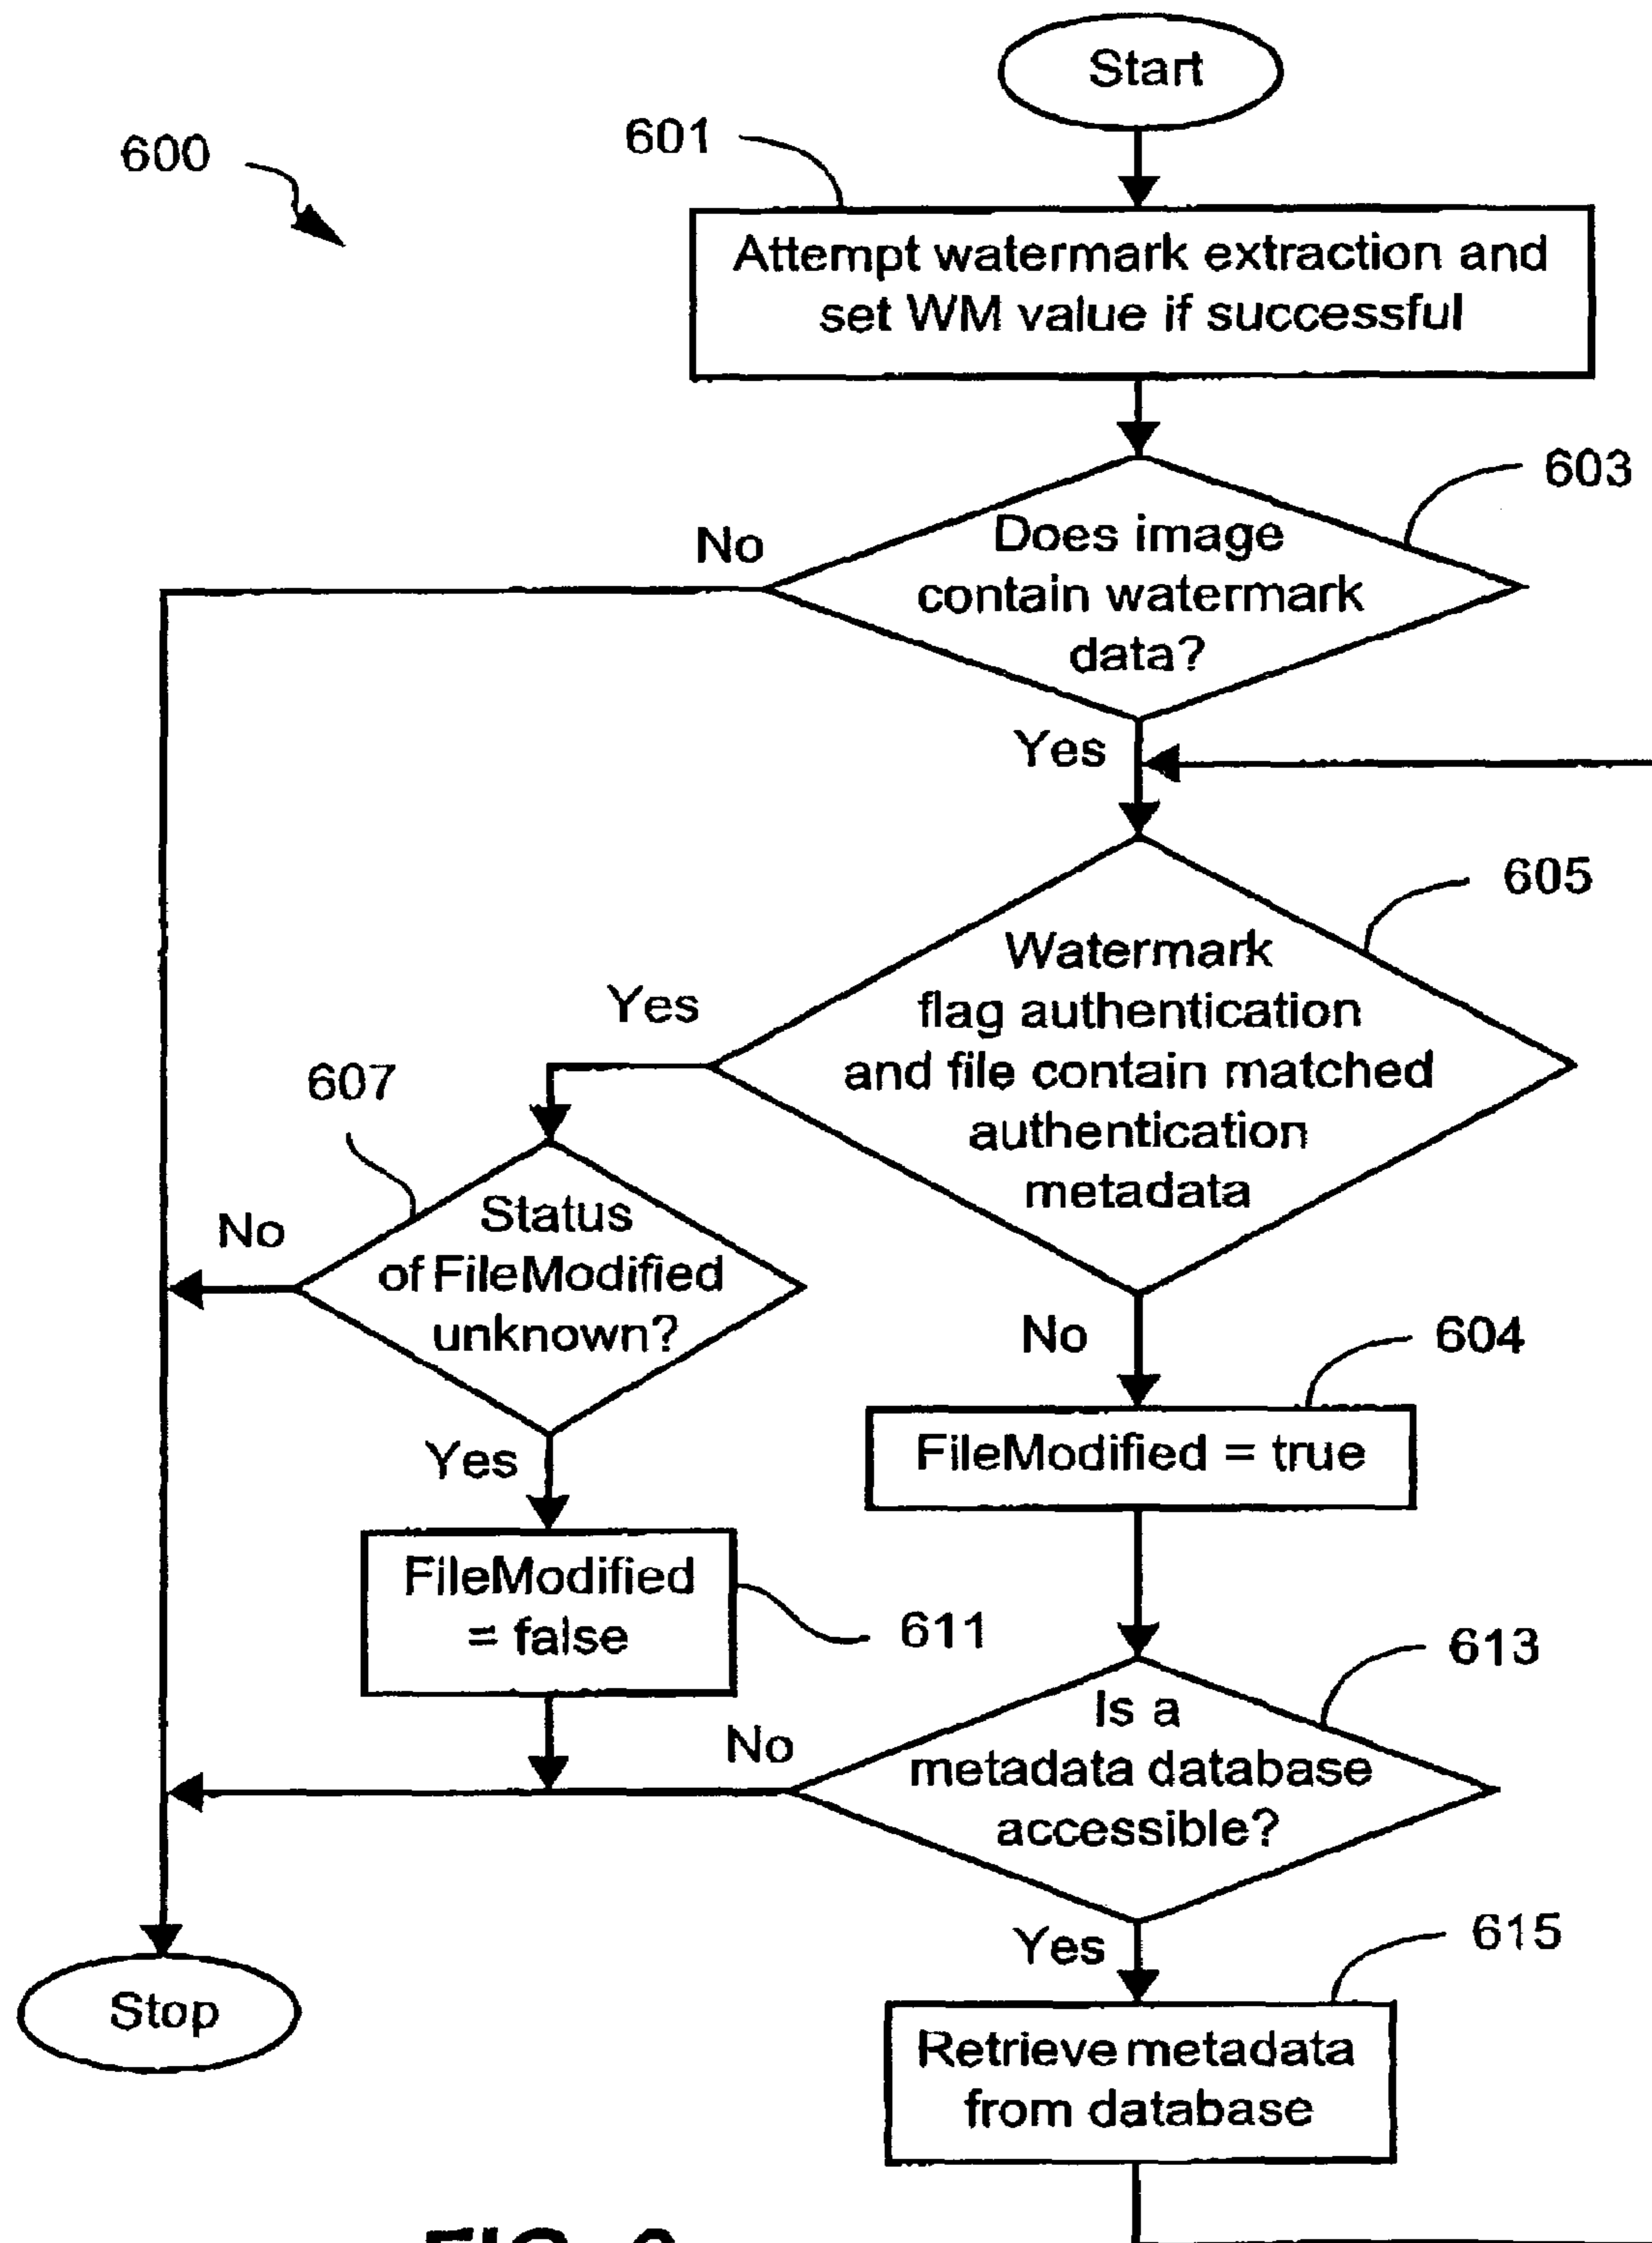 Start
600
601
Attempt watermark extraction and
set WM value if successful
603
No
Does image
contain watermark
data?
Yes
605
Watermark
flag authentication
and file contain matched
authentication
metadata
Yes
607
Status
of FileModified
unknown?
No
No
604
FileModified = true
Yes
FileModified
= false
611
613
Is a
metadata database
accessible?
No
Yes
615
Stop
Retrieve metadata
from database